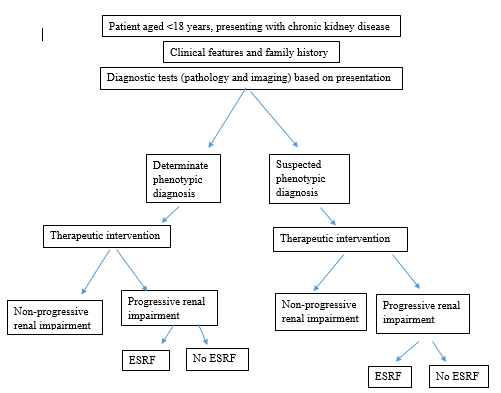 Patient aged <18 years, presenting with chronic kidney disease
Clinical features and family history
Diagnostic tests (pathology and imaging) based on presentation
Determinate
phenotypic
diagnosis
Suspected
phenotypic
diagnosis
Therapeutic intervention
Therapeutic intervention
Non-progressive
renal impairment
Progressive renal
impairment
Non-progressive
renal impairment
Progressive renal
impairment
ESRF
No ESRF
ESRF
No ESRF